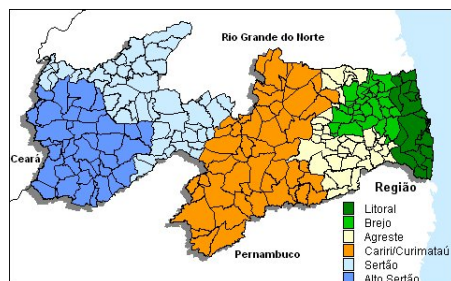 Rio Grande do Norte
Ceará
Região
Litoral
Brejo
Agreste
Cariri/Curimataú
Pernambuco
Sertão
Alto Sertão